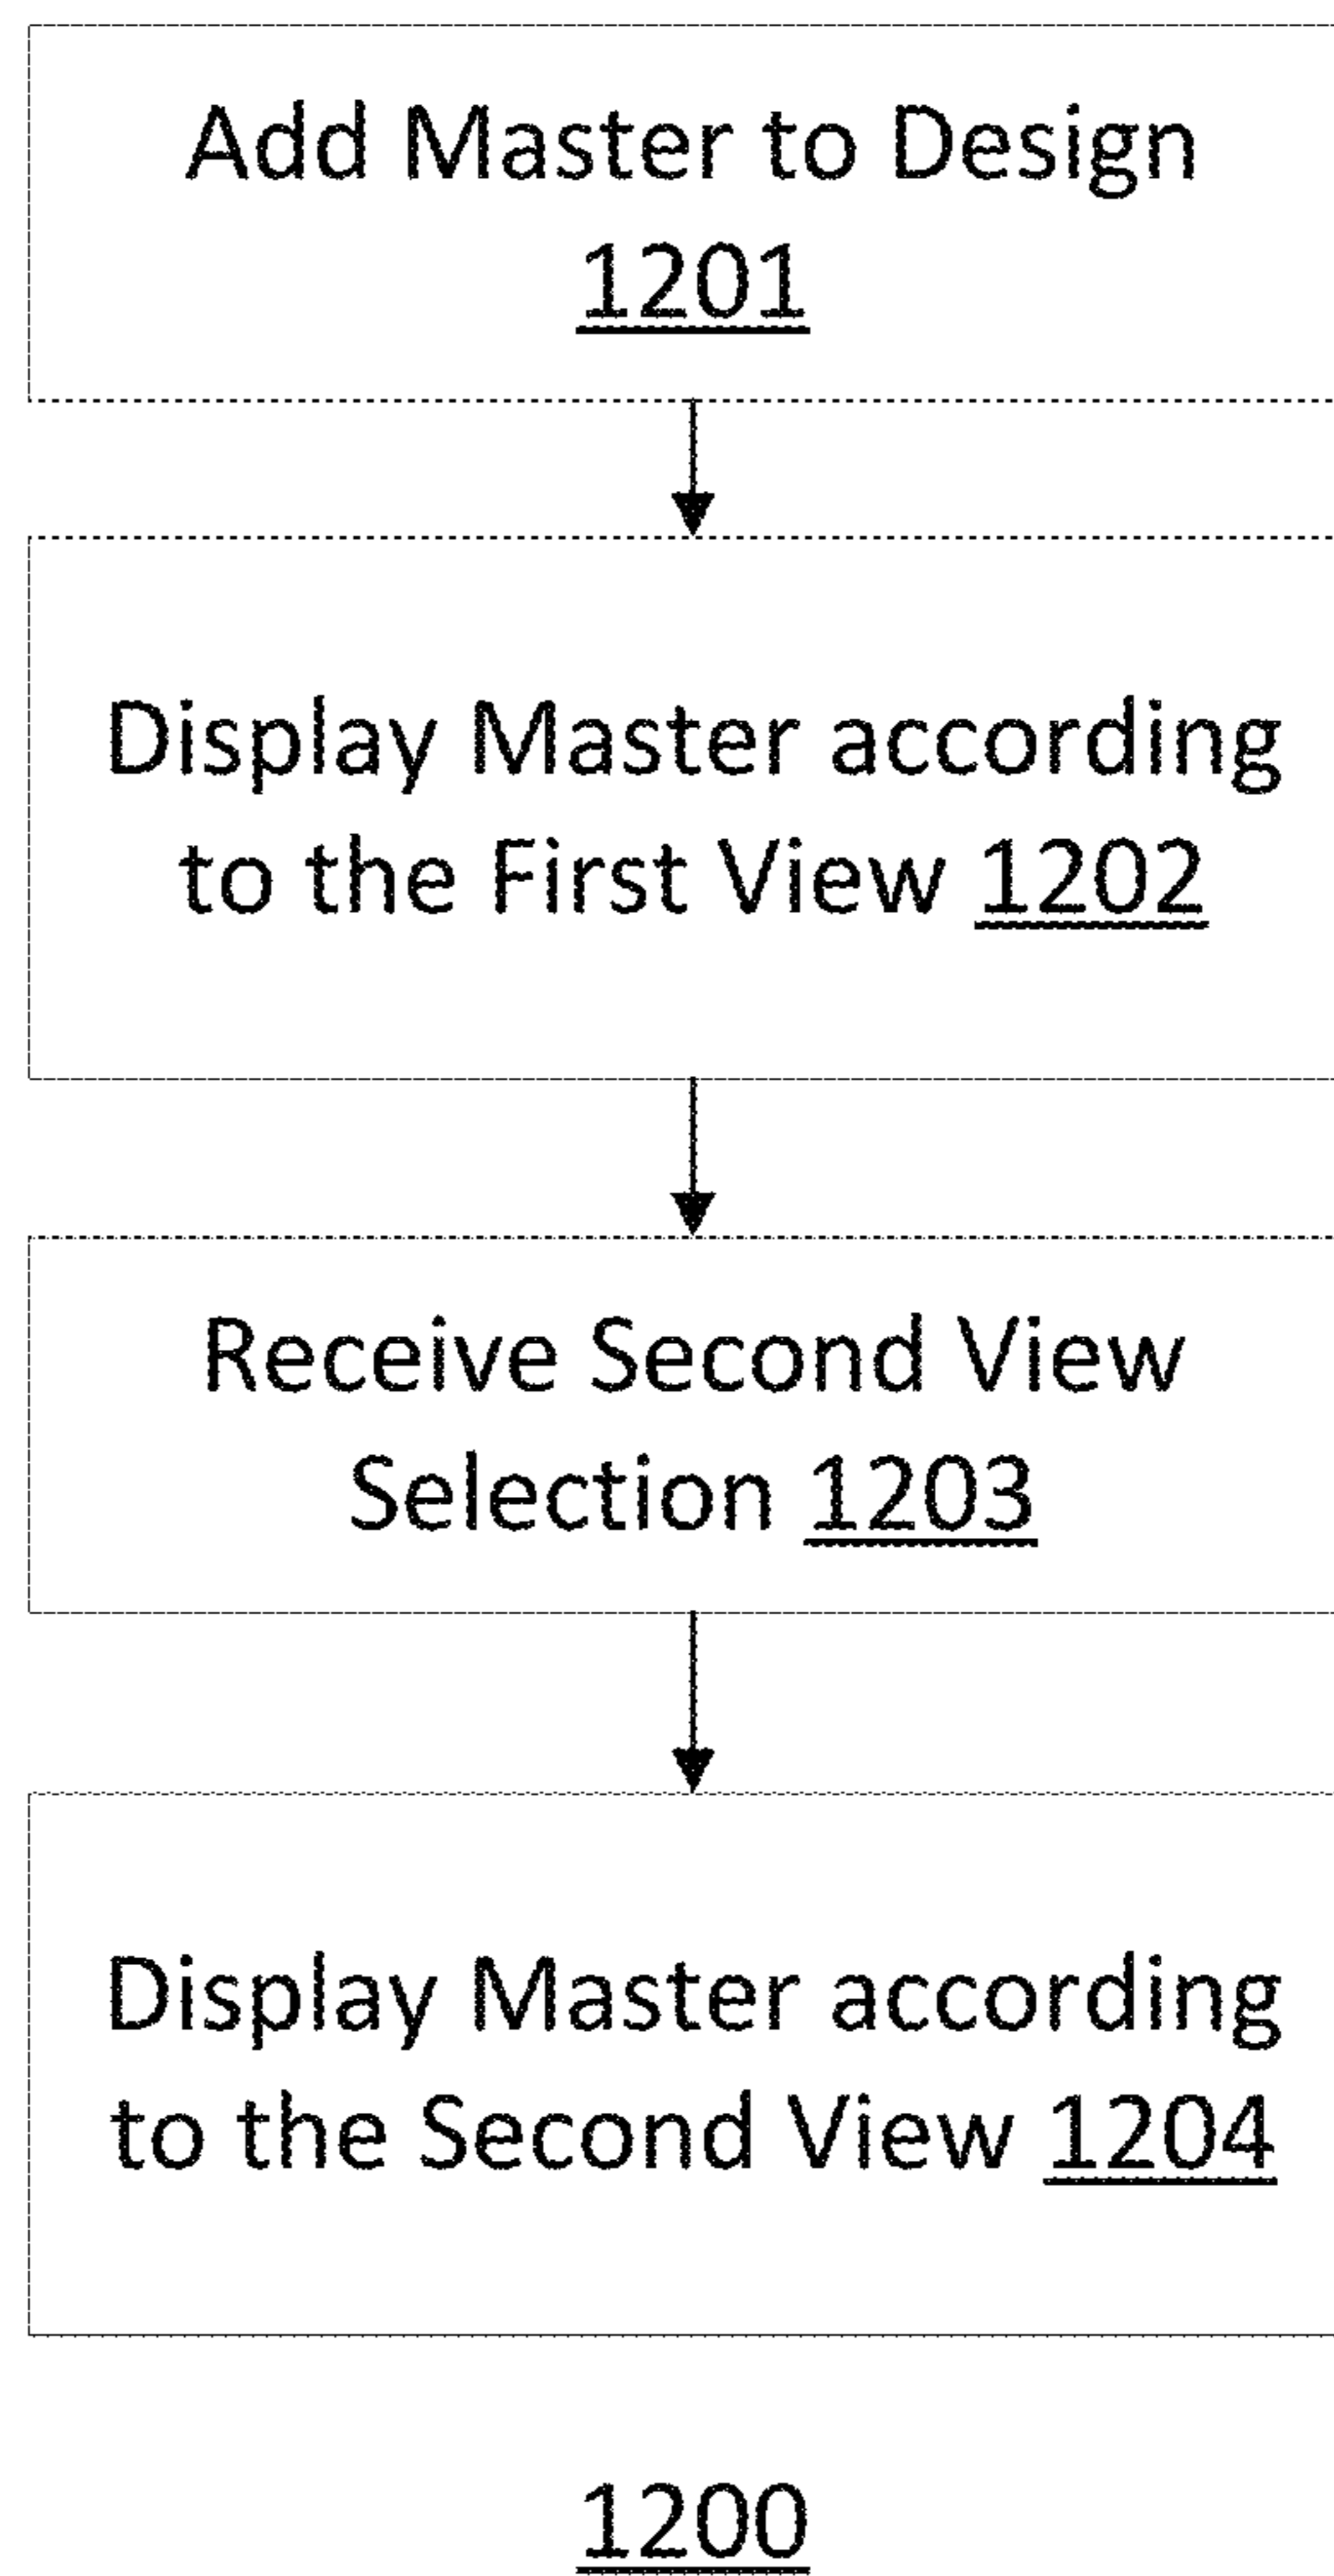 Add Master to Design
1201
Display Master according
to the First View 1202
Receive Second View
Selection 1203
Display Master according
to the Second View 1204
1200